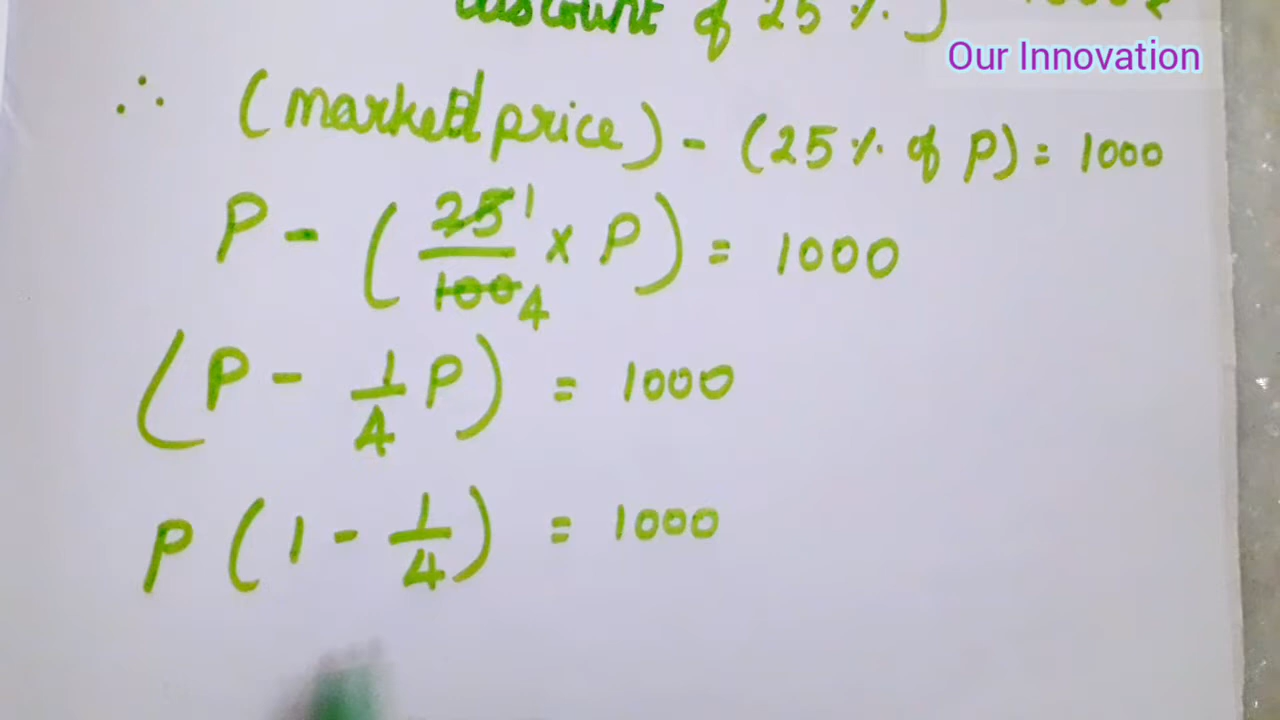 discount of 25 %
Our Innovation
∴ (marked price) - (25 % of P) = 1000
P - ( 25/100 1/4 x P ) = 1000
( P - 1/4 P ) = 1000
P ( 1 - 1/4 ) = 1000